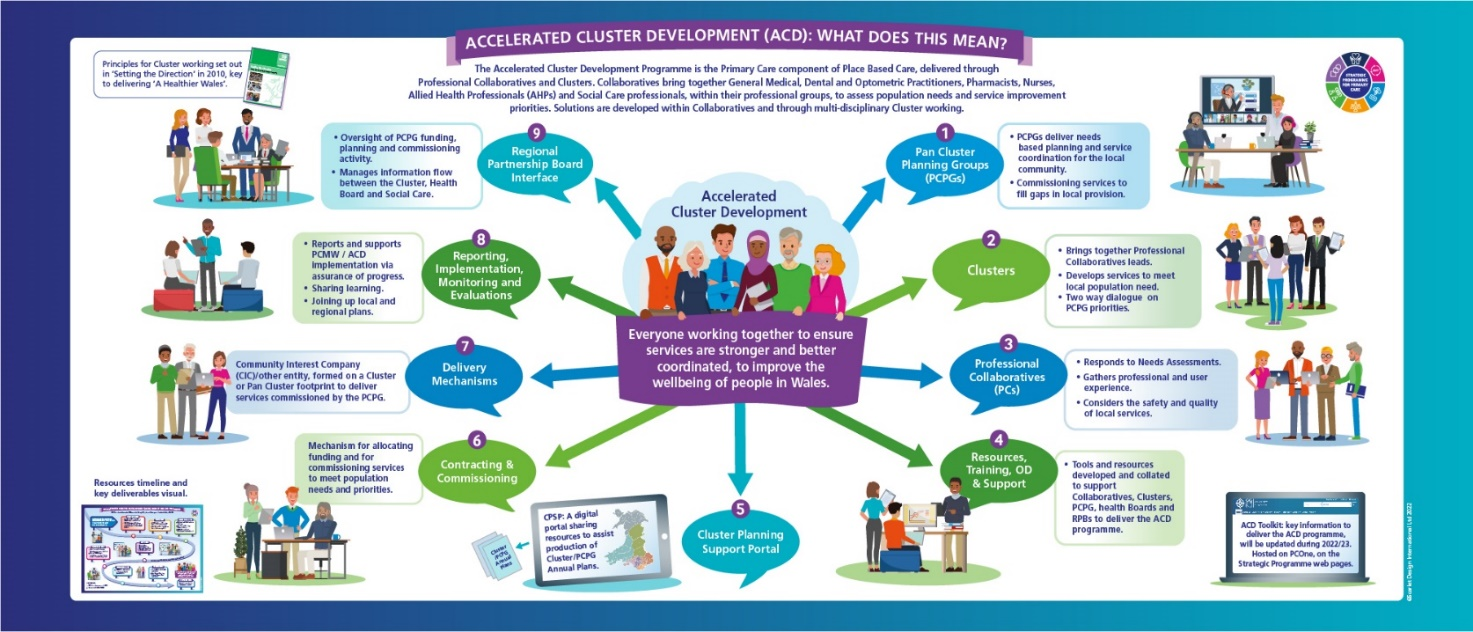 ACCELERATED CLUSTER DEVELOPMENT (ACD): WHAT DOES THIS MEAN?
The Accelerated Cluster Development Programme is the Primary Care component of Place Based Care, delivered through
Professional Collaboratives and Clusters. Collaboratives bring together General Medical, Dental and Optometric Practitioners, Pharmacists, Nurses,
Allied Health Professionals (AHPs) and Social Care professionals, within their professional groups, to assess population needs and service improvement
priorities. Solutions are developed within Collaboratives and through multi-disciplinary Cluster working.
Principles for Cluster working set out
in 'Setting the Direction' in 2010, key
to delivering 'A Healthier Wales'.
STRATEGIC
PROGRAMME
FOR PRIMARY
CARE
Accelerated
Cluster Development
Everyone working together to ensure
services are stronger and better
coordinated, to improve the
wellbeing of people in Wales.
1
Pan Cluster
Planning Groups
(PCPGs)
• PCPGs deliver needs
based planning and service
coordination for the local
community.
• Commissioning services to
fill gaps in local provision.
2
Clusters
• Brings together Professional
Collaboratives leads.
• Develops services to meet
local population need.
• Two way dialogue on
PCPG priorities.
3
Professional
Collaboratives
(PCs)
• Responds to Needs Assessments.
• Gathers professional and user
experience.
• Considers the safety and quality
of local services.
4
Resources,
Training, OD
& Support
• Tools and resources
developed and collated
to support
Collaboratives, Clusters,
PCPG, health Boards and
RPBs to deliver the ACD
programme.
5
Cluster Planning
Support Portal
CPSP: A digital
portal sharing
resources to assist
production of
Cluster/PCPG
Annual Plans.
Cluster
/PCPG
Annual
Plans
6
Contracting &
Commissioning
Mechanism for allocating
funding and for
commissioning services
to meet population
needs and priorities.
7
Delivery
Mechanisms
Community Interest Company
(CIC)/other entity, formed on a Cluster
or Pan Cluster footprint to deliver
services commissioned by the PCPG.
8
Reporting,
Implementation,
Monitoring and
Evaluations
• Reports and supports
PCMW / ACD
implementation via
assurance of progress.
• Sharing learning.
• Joining up local and
regional plans.
9
Regional
Partnership Board
Interface
• Oversight of PCPG funding,
planning and commissioning
activity.
• Manages information flow
between the Cluster, Health
Board and Social Care.
Resources timeline and
key deliverables visual.
ACD Toolkit: key information to
deliver the ACD programme,
will be updated during 2022/23.
Hosted on PCOne, on the
Strategic Programme web pages.
©Scarlet Design International Ltd 2022